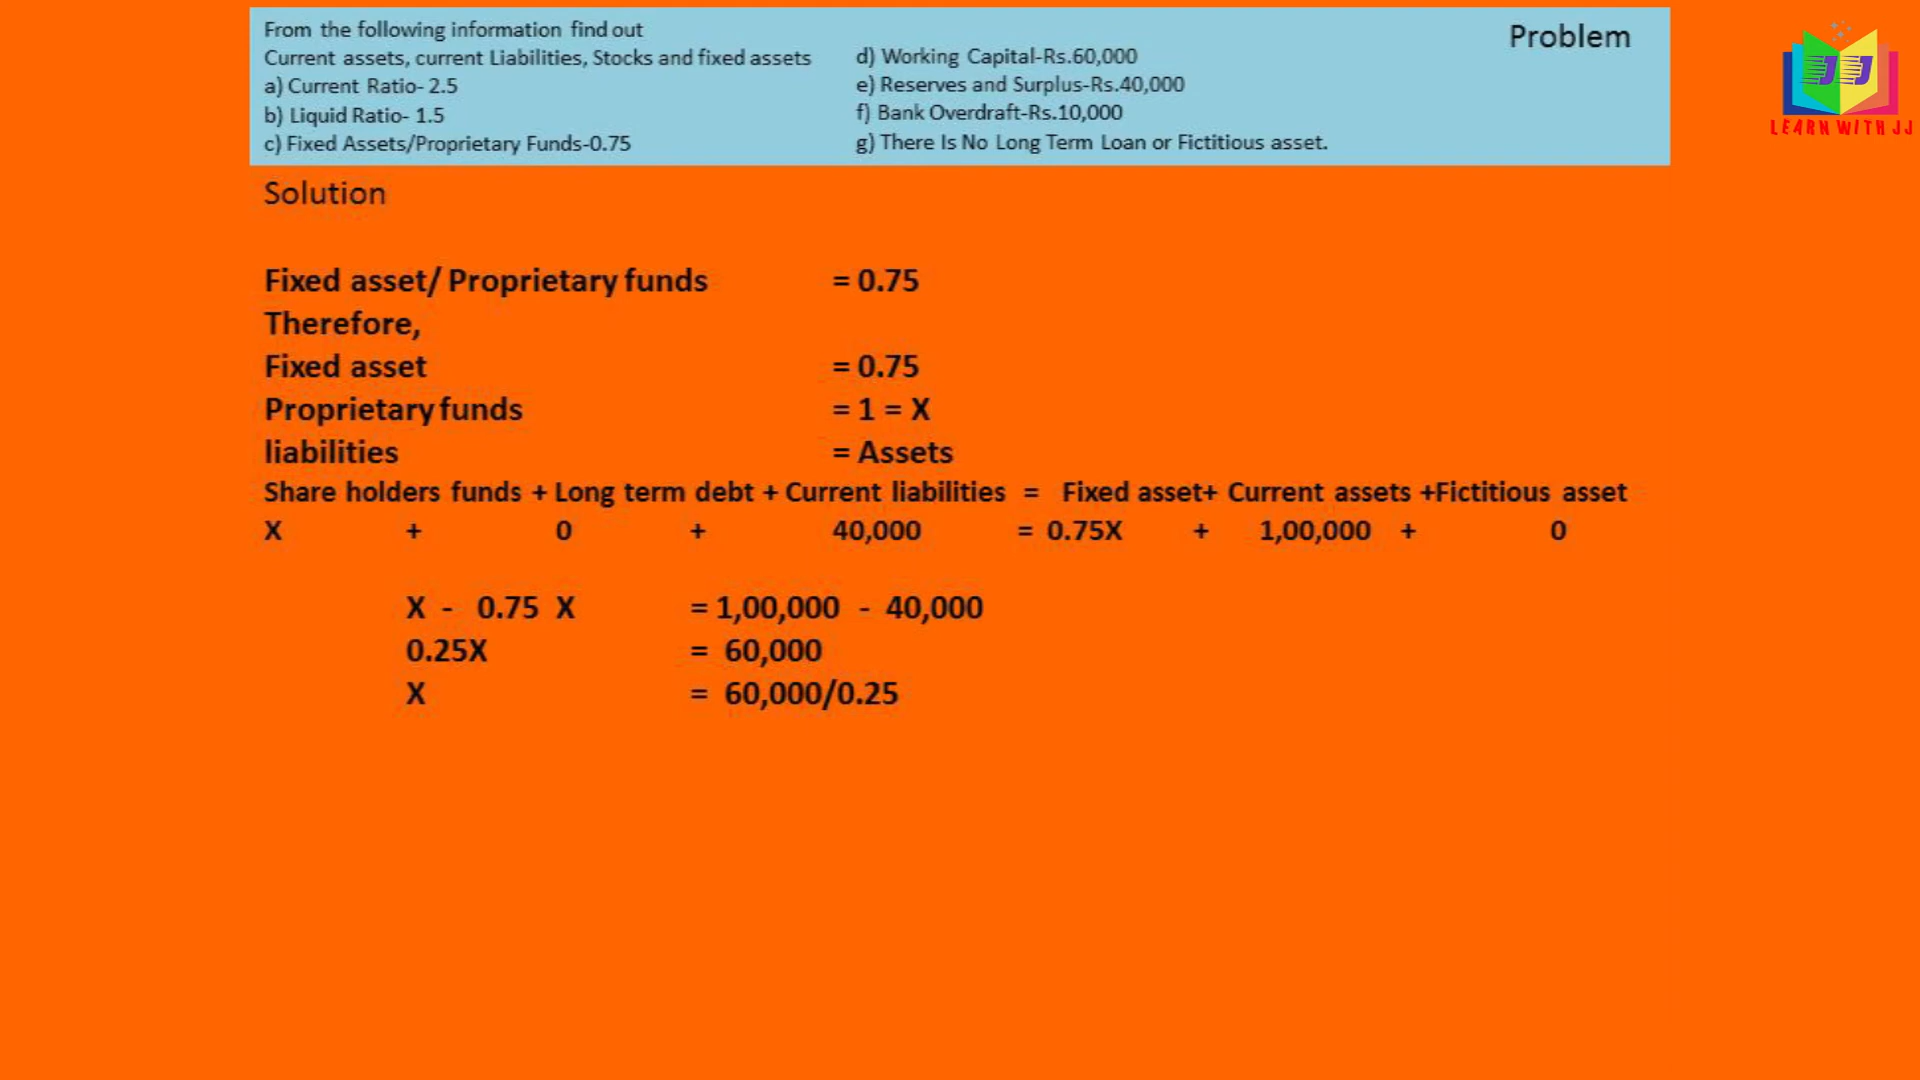 From the following information find out
Current assets, current Liabilities, Stocks and fixed assets
a) Current Ratio- 2.5
b) Liquid Ratio- 1.5
c) Fixed Assets/Proprietary Funds-0.75
d) Working Capital-Rs.60,000
e) Reserves and Surplus-Rs.40,000
f) Bank Overdraft-Rs.10,000
g) There Is No Long Term Loan or Fictitious asset.
Problem
JJ
LEARN WITH JJ
Solution
Fixed asset/ Proprietary funds = 0.75
Therefore,
Fixed asset = 0.75
Proprietary funds = 1 = X
liabilities = Assets
Share holders funds + Long term debt + Current liabilities = Fixed asset+ Current assets +Fictitious asset
X + 0 + 40,000 = 0.75X + 1,00,000 + 0
X - 0.75 X = 1,00,000 - 40,000
0.25X = 60,000
X = 60,000/0.25